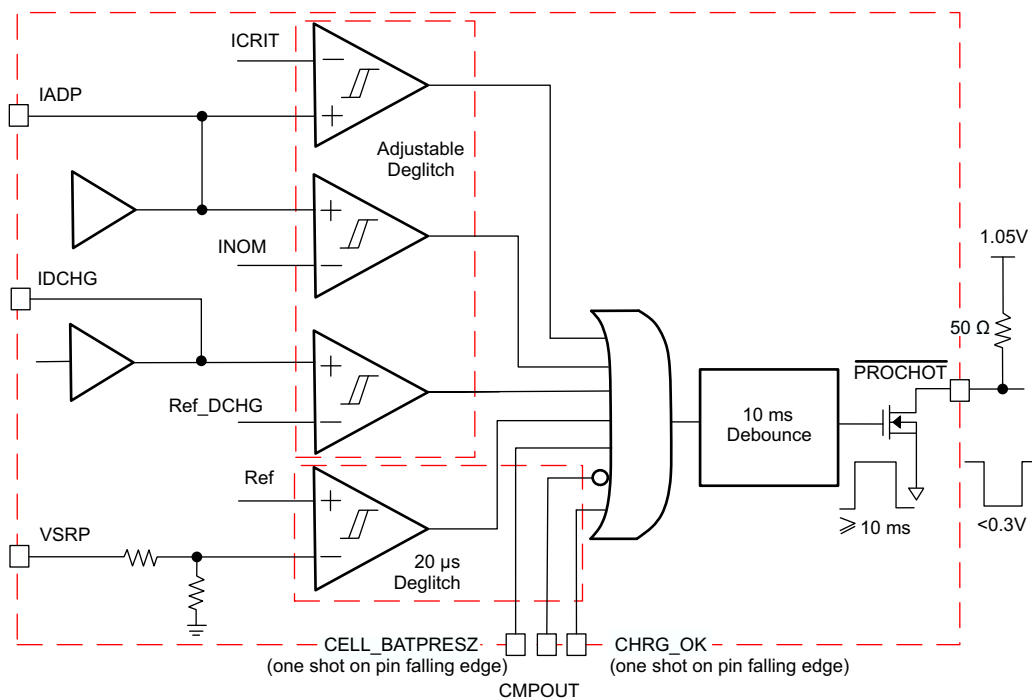 ICRIT
−
IADP
+
Adjustable
Deglitch
+
INOM
−
1.05V
IDCHG
50 Ω
+
PROCHOT
Ref_DCHG
−
10 ms
Debounce
Ref
+
≥ 10 ms
<0.3V
VSRP
−
20 µs
Deglitch
CELL_BATPRESZ
(one shot on pin falling edge)
CHRG_OK
(one shot on pin falling edge)
CMPOUT